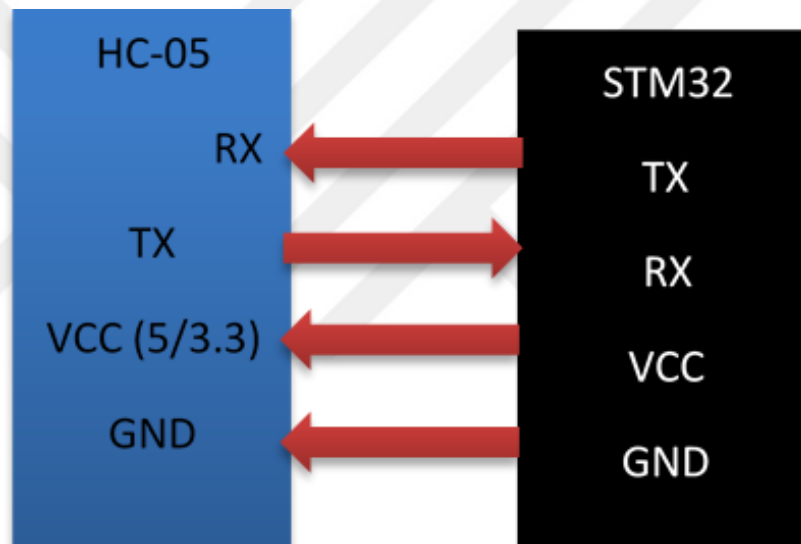 HC-05
RX
TX
VCC (5/3.3)
GND
STM32
TX
RX
VCC
GND